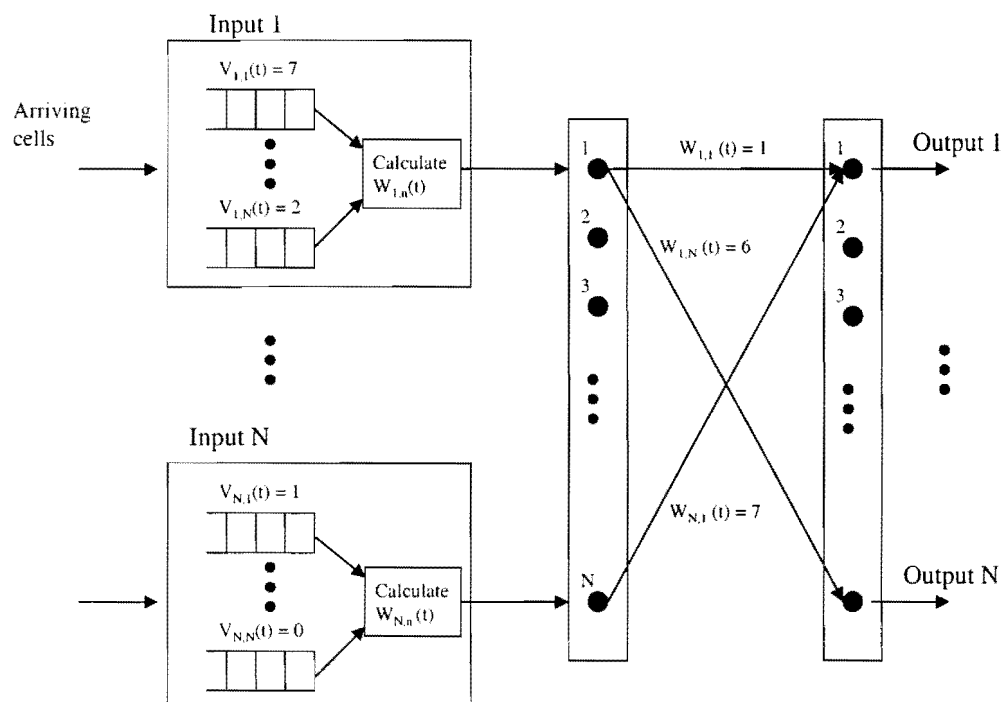 Input 1
V1,1(t) = 7
Arriving
cells
Calculate
W1,n(t)
V1,N(t) = 2
1
2
3
N
W1,1 (t) = 1
W1,N (t) = 6
WN,1 (t) = 7
1
2
3
Output 1
Output N
Input N
VN,1(t) = 1
Calculate
WN,n(t)
VN,N(t) = 0